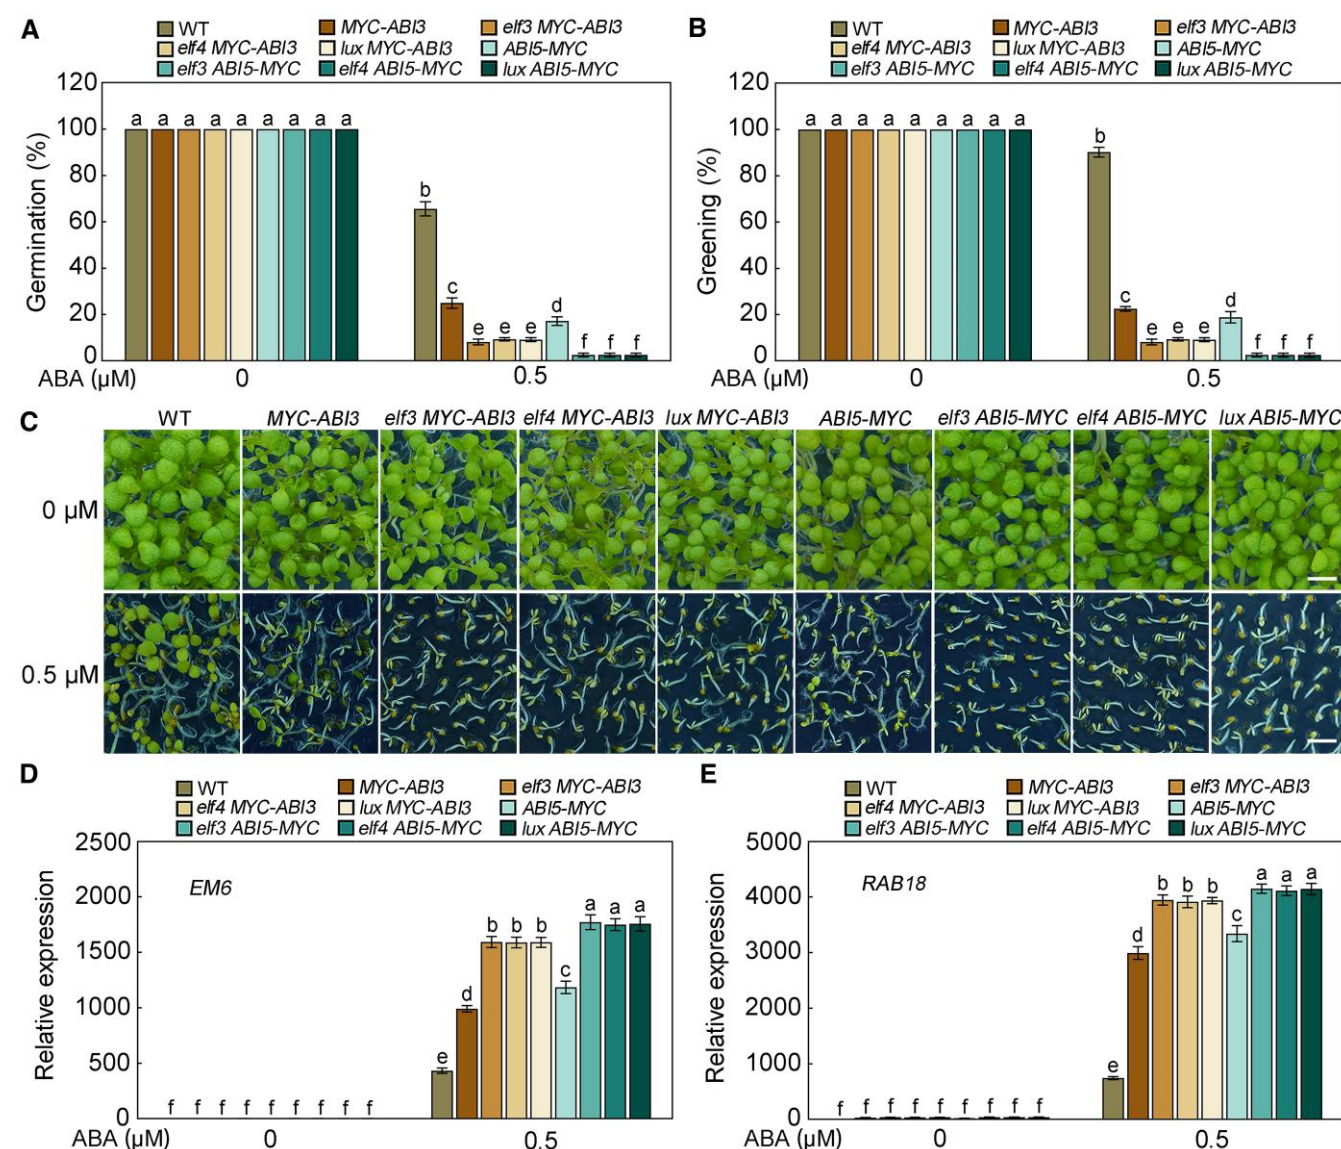 A
WT MYC-ABI3 elf3 MYC-ABI3
elf4 MYC-ABI3 lux MYC-ABI3 ABI5-MYC
elf3 ABI5-MYC elf4 ABI5-MYC lux ABI5-MYC
Germination (%)
120
100
80
60
40
20
0
a a a a a a a a a
b
c
e e e
d
f f f
ABA (µM) 0 0.5
B
WT MYC-ABI3 elf3 MYC-ABI3
elf4 MYC-ABI3 lux MYC-ABI3 ABI5-MYC
elf3 ABI5-MYC elf4 ABI5-MYC lux ABI5-MYC
Greening (%)
120
100
80
60
40
20
0
a a a a a a a a a
b
c
e e e
d
f f f
ABA (µM) 0 0.5
C
WT MYC-ABI3 elf3 MYC-ABI3 elf4 MYC-ABI3 lux MYC-ABI3 ABI5-MYC elf3 ABI5-MYC elf4 ABI5-MYC lux ABI5-MYC
0 µM
0.5 µM
D
WT MYC-ABI3 elf3 MYC-ABI3
elf4 MYC-ABI3 lux MYC-ABI3 ABI5-MYC
elf3 ABI5-MYC elf4 ABI5-MYC lux ABI5-MYC
Relative expression
2500
2000
1500
1000
500
0
EM6
f f f f f f f f f
e
d
b b b
c
a a a
ABA (µM) 0 0.5
E
WT MYC-ABI3 elf3 MYC-ABI3
elf4 MYC-ABI3 lux MYC-ABI3 ABI5-MYC
elf3 ABI5-MYC elf4 ABI5-MYC lux ABI5-MYC
Relative expression
5000
4000
3000
2000
1000
0
RAB18
f f f f f f f f f
e
d
b b b
c
a a a
ABA (µM) 0 0.5